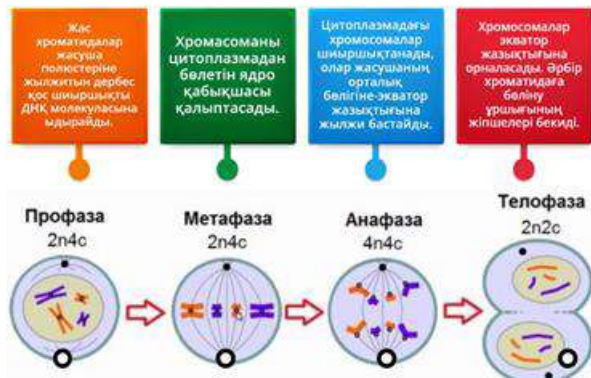 Жас
хроматидалар
жасуша
полюстеріне
жылжитын дербес
қос шиыршықты
ДНК молекуласына
ыдырайды.
Хромасоманы
цитоплазмадан
бөлетін ядро
қабықшасы
қалыптасады.
Цитоплазмадағы
хромосомалар
шиыршықтанады,
олар жасушаның
орталық
бөлігіне-экватор
жазықтығына
жылжи бастайды.
Хромосомалар
экватор
жазықтығына
орналасады. Әрбір
хроматидаға
бөліну
ұршығының
жіпшелері бекиді.
Профаза
2n4c
Метафаза
2n4c
Анафаза
4n4c
Телофаза
2n2c